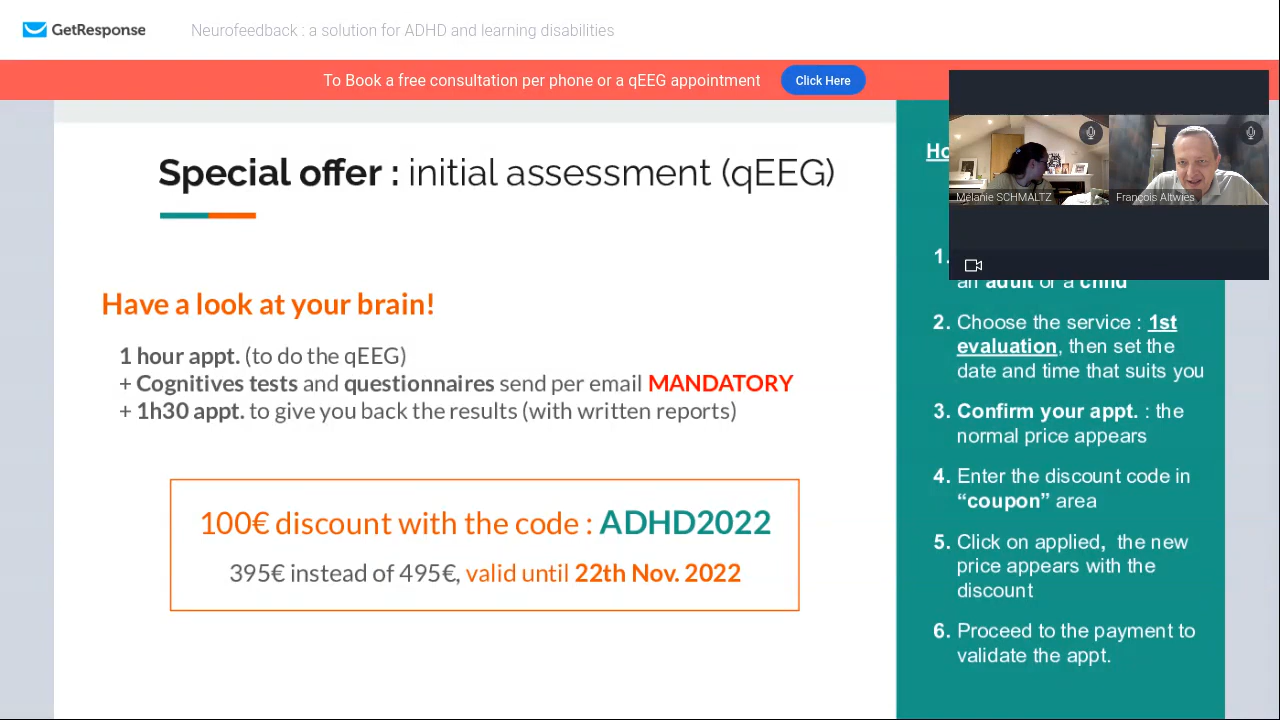 GetResponse
Neurofeedback : a solution for ADHD and learning disabilities
To Book a free consultation per phone or a qEEG appointment
Click Here
Special offer : initial assessment (qEEG)
Have a look at your brain!
1 hour appt. (to do the qEEG)
+ Cognitives tests and questionnaires send per email MANDATORY
+ 1h30 appt. to give you back the results (with written reports)
100€ discount with the code : ADHD2022
395€ instead of 495€, valid until 22th Nov. 2022
Mélanie SCHMALTZ
François Altwies
1.
an adult or a child
2. Choose the service : 1st
evaluation, then set the
date and time that suits you
3. Confirm your appt. : the
normal price appears
4. Enter the discount code in
“coupon” area
5. Click on applied, the new
price appears with the
discount
6. Proceed to the payment to
validate the appt.